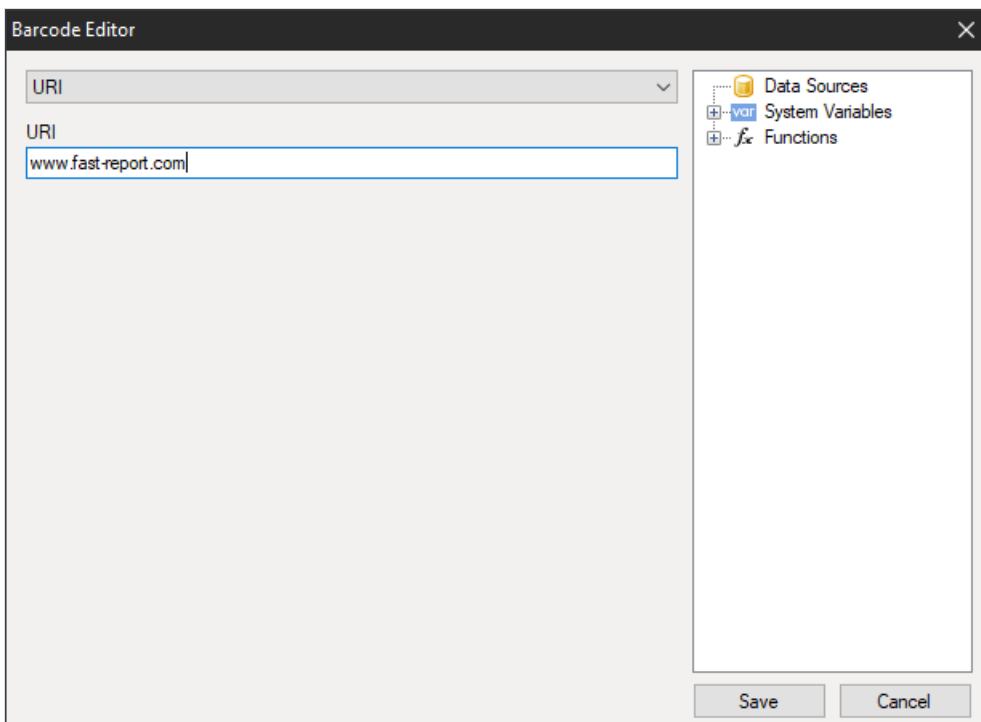 Barcode Editor
URI
URI
www.fast-report.com
Data Sources
var System Variables
fx Functions
Save Cancel